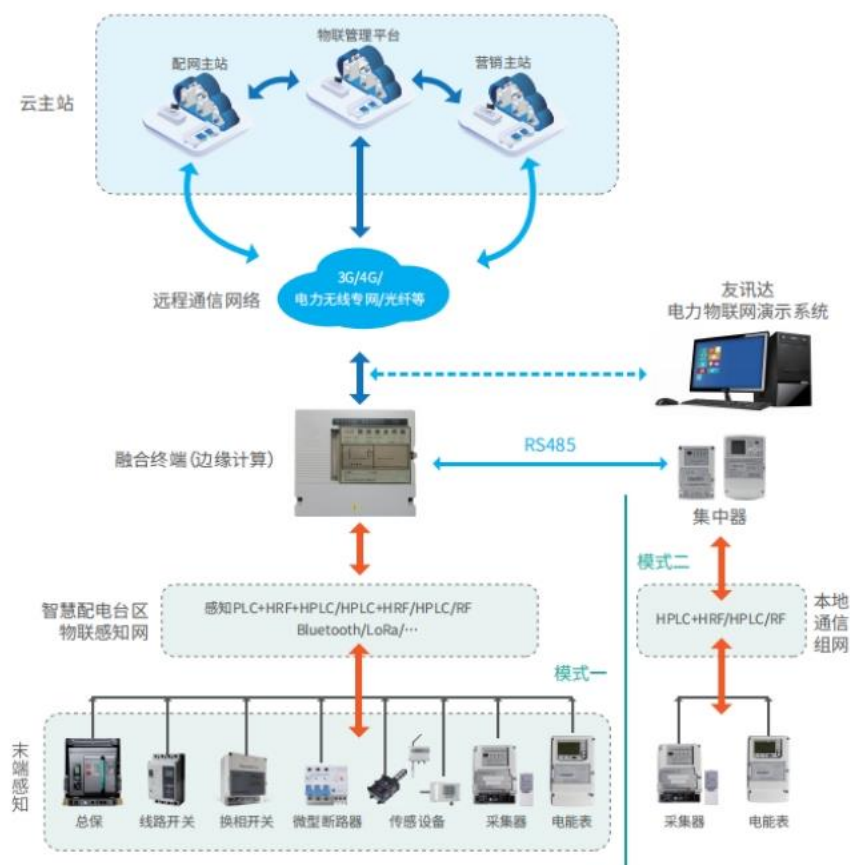 物联管理平台
配网主站
营销主站
云主站
3G/4G/
电力无线专网/光纤等
远程通信网络
友讯达
电力物联网演示系统
融合终端(边缘计算)
RS485
集中器
模式二
智慧配电台区
物联感知网
感知PLC+HRF+HPLC/HPLC+HRF/HPLC/RF
Bluetooth/LoRa/···
HPLC+HRF/HPLC/RF
本地
通信
组网
模式一
末端感知
总保
线路开关
换相开关
微型断路器
传感设备
采集器
电能表
采集器
电能表